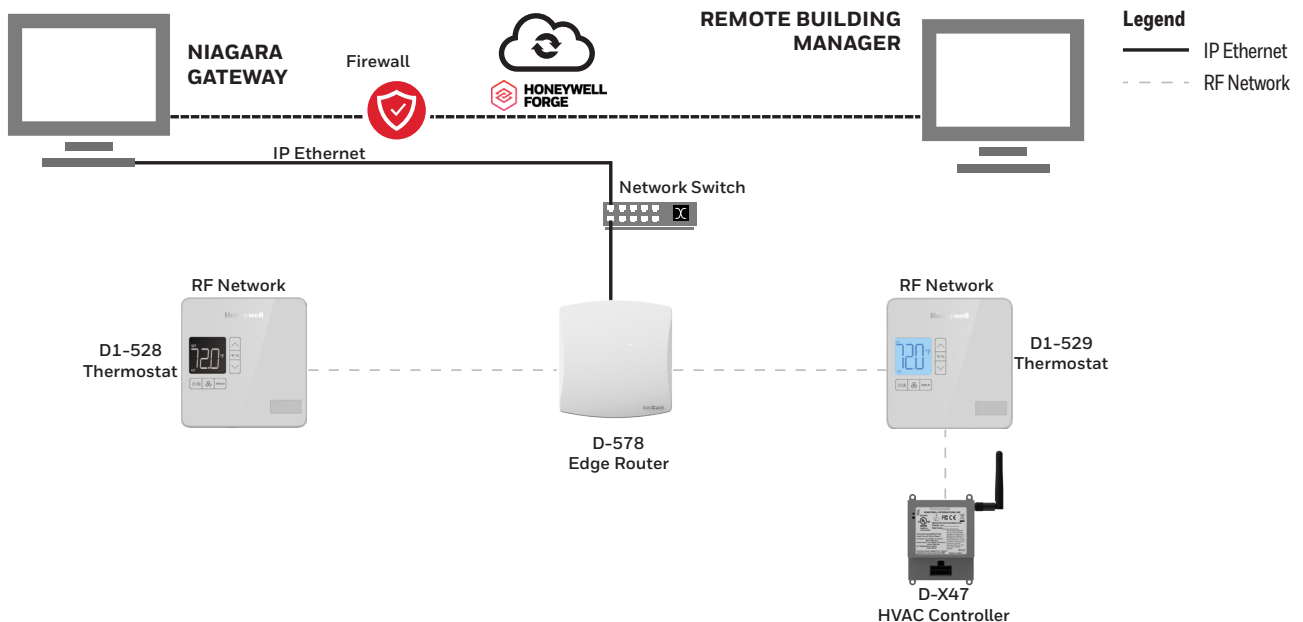 NIAGARA
GATEWAY
Firewall
HONEYWELL
FORGE
REMOTE BUILDING
MANAGER
Legend
IP Ethernet
RF Network
IP Ethernet
Network Switch
RF Network
Honeywell
72.0 °F
D1-528
Thermostat
D-578
Edge Router
RF Network
Honeywell
72.0 °F
D1-529
Thermostat
FC CE
D-X47
HVAC Controller